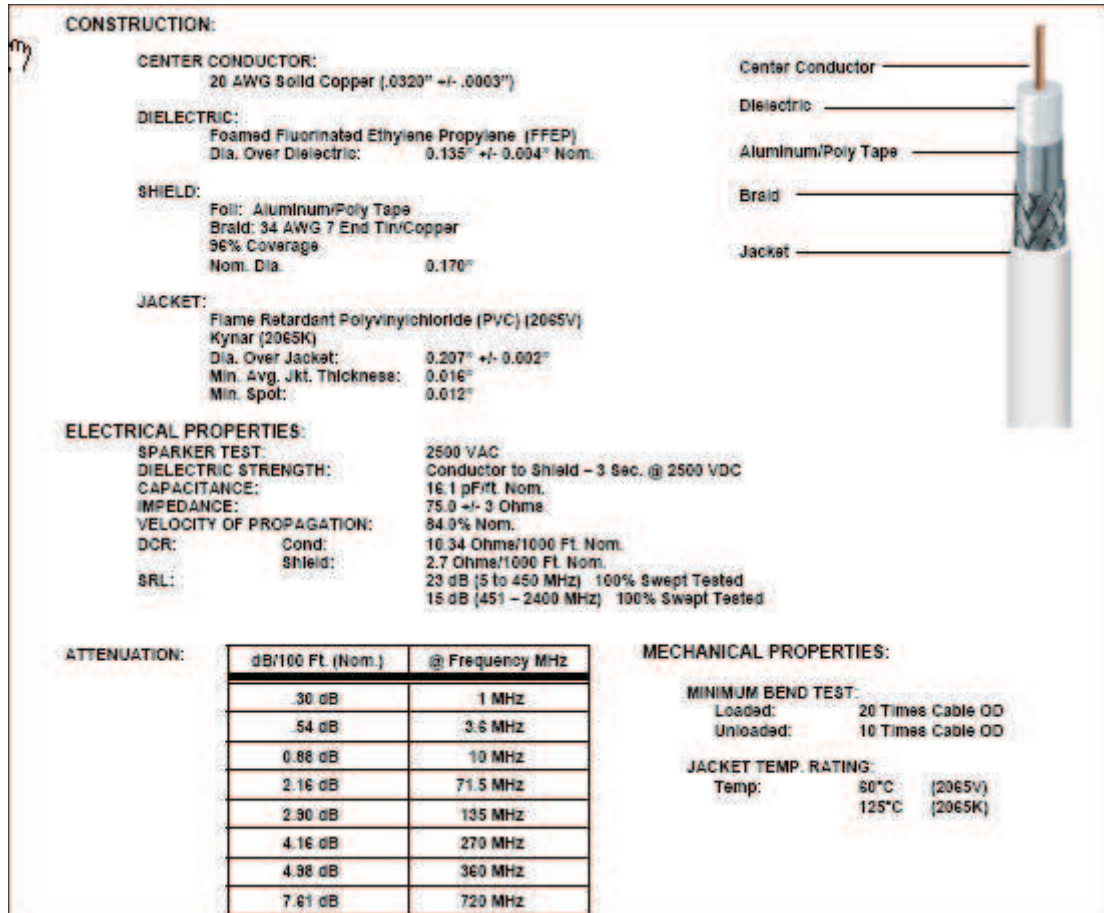 CONSTRUCTION:
CENTER CONDUCTOR:
20 AWG Solid Copper (.0320" +/- .0003")
DIELECTRIC:
Foamed Fluorinated Ethylene Propylene (FFEP)
Dia. Over Dielectric: 0.135" +/- 0.004" Nom.
SHIELD:
Foil: Aluminum/Poly Tape
Braid: 34 AWG 7 End Tin/Copper
96% Coverage
Nom. Dia. 0.170"
JACKET:
Flame Retardant Polyvinylchloride (PVC) (2065V)
Kynar (2065K)
Dia. Over Jacket: 0.207" +/- 0.002"
Min. Avg. Jkt. Thickness: 0.016"
Min. Spot: 0.012"
Center Conductor
Dielectric
Aluminum/Poly Tape
Braid
Jacket
ELECTRICAL PROPERTIES:
SPARKER TEST: 2500 VAC
DIELECTRIC STRENGTH: Conductor to Shield – 3 Sec. @ 2500 VDC
CAPACITANCE: 16.1 pF/ft. Nom.
IMPEDANCE: 75.0 +/- 3 Ohms
VELOCITY OF PROPAGATION: 84.0% Nom.
DCR: Cond: 10.34 Ohms/1000 Ft. Nom.
Shield: 2.7 Ohms/1000 Ft. Nom.
SRL: 23 dB (5 to 450 MHz) 100% Swept Tested
15 dB (451 – 2400 MHz) 100% Swept Tested
ATTENUATION:
dB/100 Ft. (Nom.) @ Frequency MHz
.30 dB 1 MHz
.54 dB 3.6 MHz
0.88 dB 10 MHz
2.16 dB 71.5 MHz
2.90 dB 135 MHz
4.16 dB 270 MHz
4.98 dB 360 MHz
7.61 dB 720 MHz
MECHANICAL PROPERTIES:
MINIMUM BEND TEST:
Loaded: 20 Times Cable OD
Unloaded: 10 Times Cable OD
JACKET TEMP. RATING:
Temp: 60°C (2065V)
125°C (2065K)